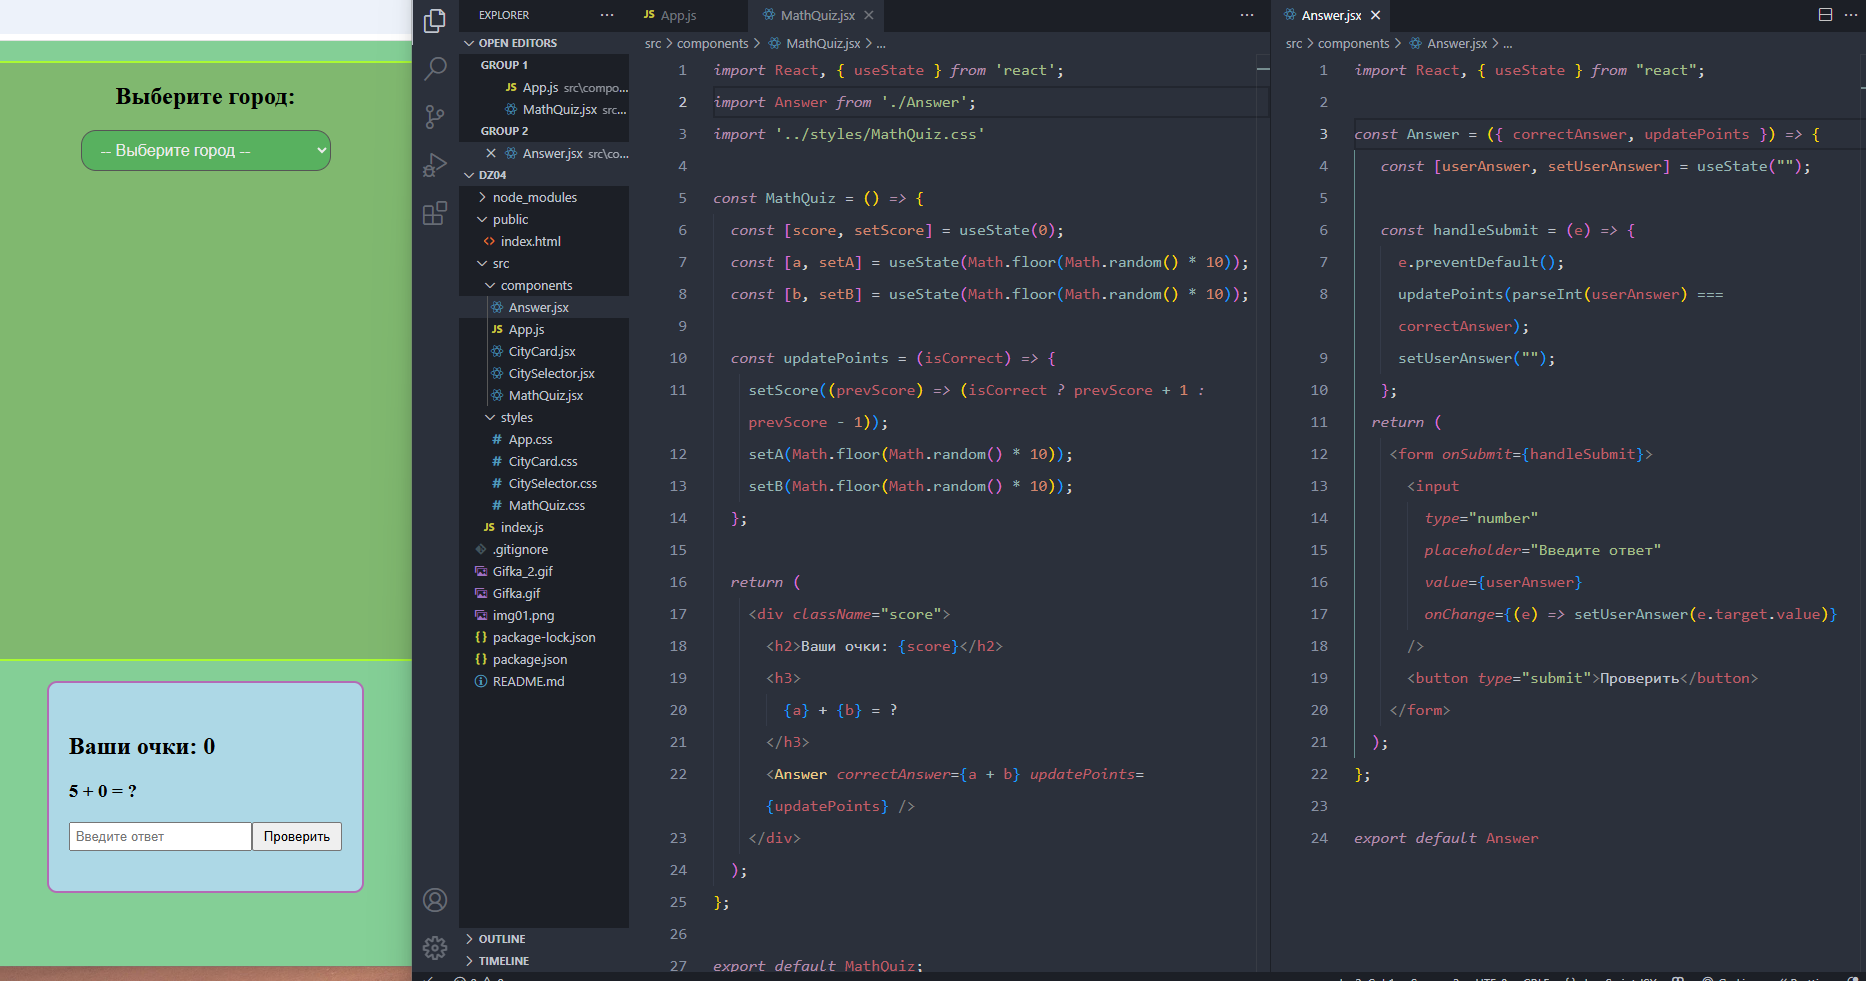 Выберите город:
-- Выберите город --
Ваши очки: 0
5 + 0 = ?
Введите ответ
Проверить
EXPLORER
OPEN EDITORS
GROUP 1
App.js src\compo...
MathQuiz.jsx src...
GROUP 2
Answer.jsx src\co...
DZ04
node_modules
public
index.html
src
components
Answer.jsx
App.js
CityCard.jsx
CitySelector.jsx
MathQuiz.jsx
styles
App.css
CityCard.css
CitySelector.css
MathQuiz.css
index.js
.gitignore
Gifka_2.gif
Gifka.gif
img01.png
package-lock.json
package.json
README.md
OUTLINE
TIMELINE
App.js
MathQuiz.jsx
src > components > MathQuiz.jsx > ...
1 import React, { useState } from 'react';
2 import Answer from './Answer';
3 import '../styles/MathQuiz.css'
4
5 const MathQuiz = () => {
6 const [score, setScore] = useState(0);
7 const [a, setA] = useState(Math.floor(Math.random() * 10));
8 const [b, setB] = useState(Math.floor(Math.random() * 10));
9
10 const updatePoints = (isCorrect) => {
11 setScore((prevScore) => (isCorrect ? prevScore + 1 :
prevScore - 1));
12 setA(Math.floor(Math.random() * 10));
13 setB(Math.floor(Math.random() * 10));
14 };
15
16 return (
17 <div className="score">
18 <h2>Ваши очки: {score}</h2>
19 <h3>
20 {a} + {b} = ?
21 </h3>
22 <Answer correctAnswer={a + b} updatePoints=
{updatePoints} />
23 </div>
24 );
25 };
26
27 export default MathQuiz;
Answer.jsx
src > components > Answer.jsx > ...
1 import React, { useState } from "react";
2
3 const Answer = ({ correctAnswer, updatePoints }) => {
4 const [userAnswer, setUserAnswer] = useState("");
5
6 const handleSubmit = (e) => {
7 e.preventDefault();
8 updatePoints(parseInt(userAnswer) ===
correctAnswer);
9 setUserAnswer("");
10 };
11 return (
12 <form onSubmit={handleSubmit}>
13 <input
14 type="number"
15 placeholder="Введите ответ"
16 value={userAnswer}
17 onChange={(e) => setUserAnswer(e.target.value)}
18 />
19 <button type="submit">Проверить</button>
20 </form>
21 );
22 };
23
24 export default Answer